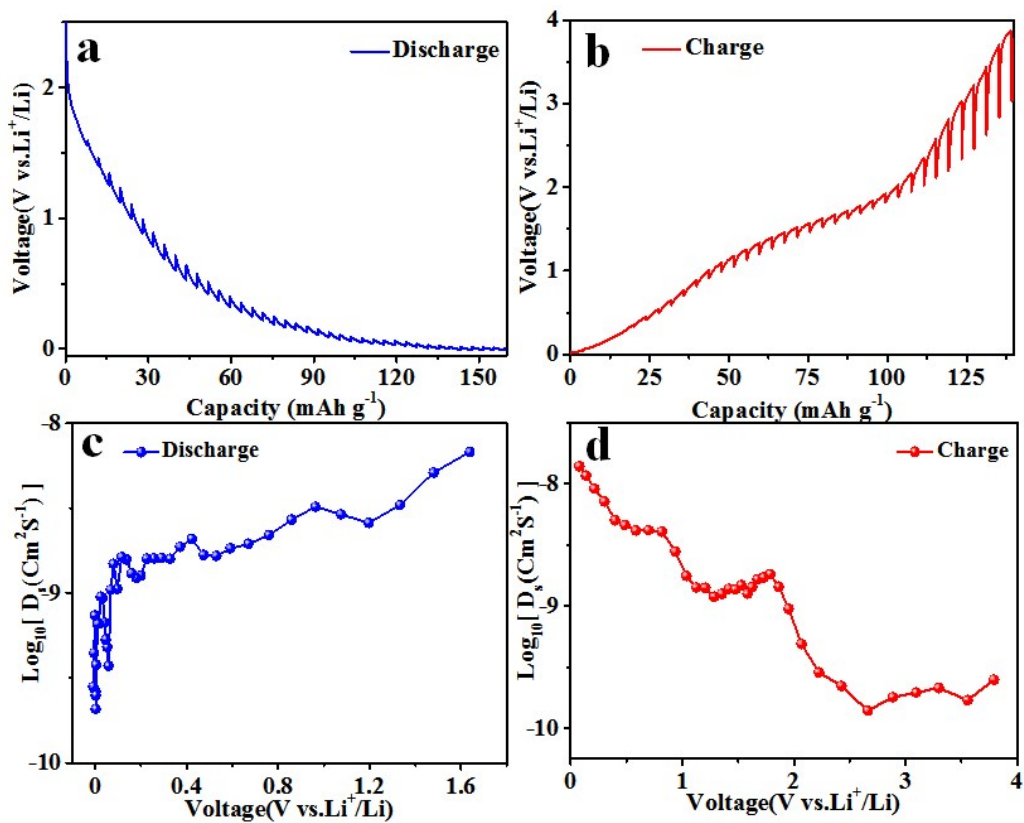 a
Discharge
Voltage(V vs.Li⁺/Li)
2
1
0
0 30 60 90 120 150
Capacity (mAh g⁻¹)
b
Charge
Voltage(V vs.Li⁺/Li)
4
3
2
1
0
0 25 50 75 100 125
Capacity (mAh g⁻¹)
c
Discharge
Log₁₀[ Dₛ(Cm²S⁻¹) ]
-8
-9
-10
0 0.4 0.8 1.2 1.6
Voltage(V vs.Li⁺/Li)
d
Charge
Log₁₀[ Dₛ(Cm²S⁻¹) ]
-8
-9
-10
0 1 2 3 4
Voltage(V vs.Li⁺/Li)